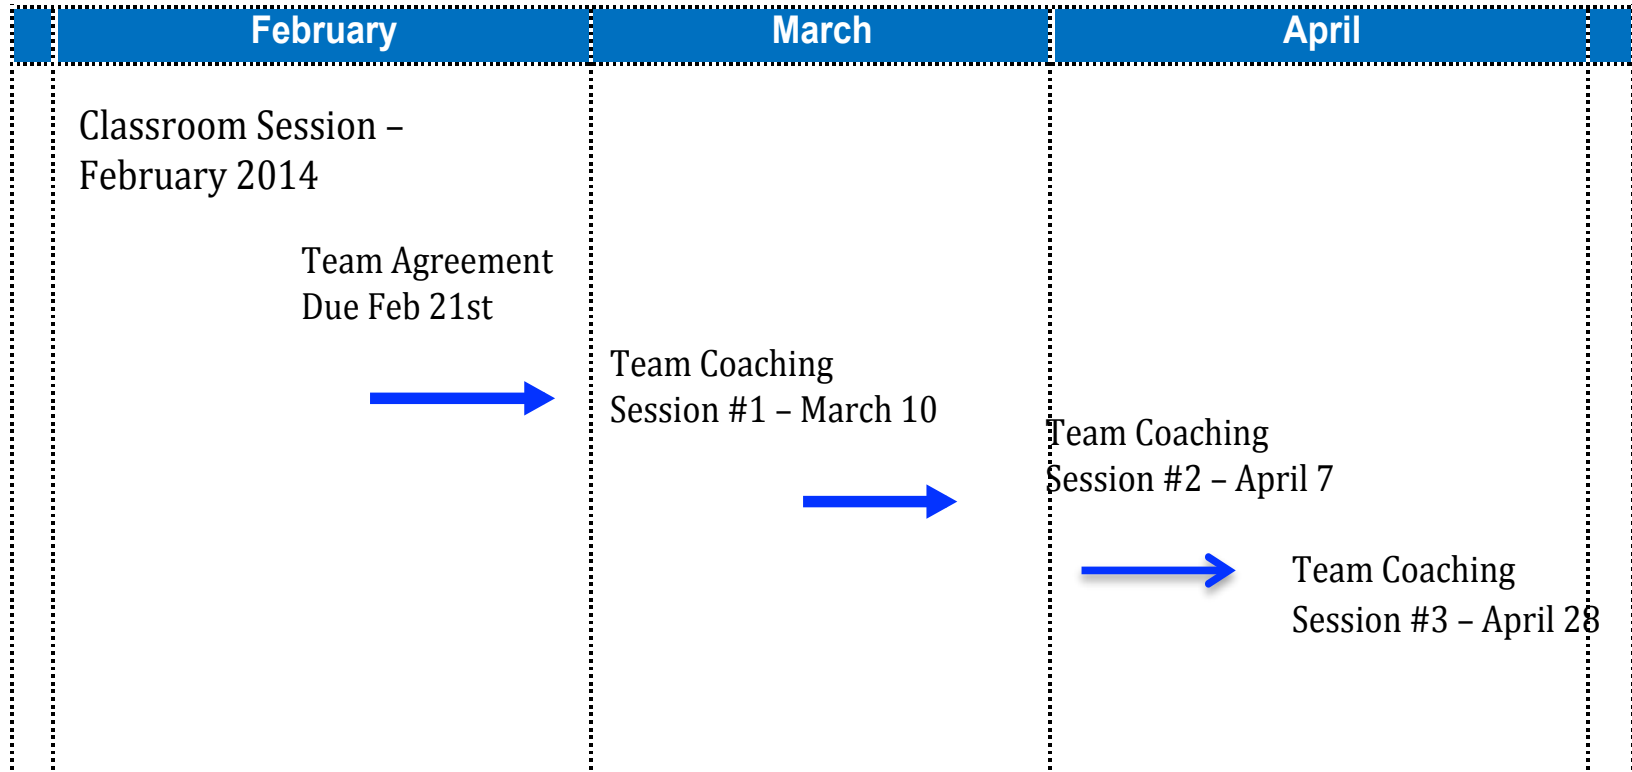 February
March
April
Classroom Session –
February 2014
Team Agreement
Due Feb 21st
Team Coaching
Session #1 – March 10
Team Coaching
Session #2 – April 7
Team Coaching
Session #3 – April 28